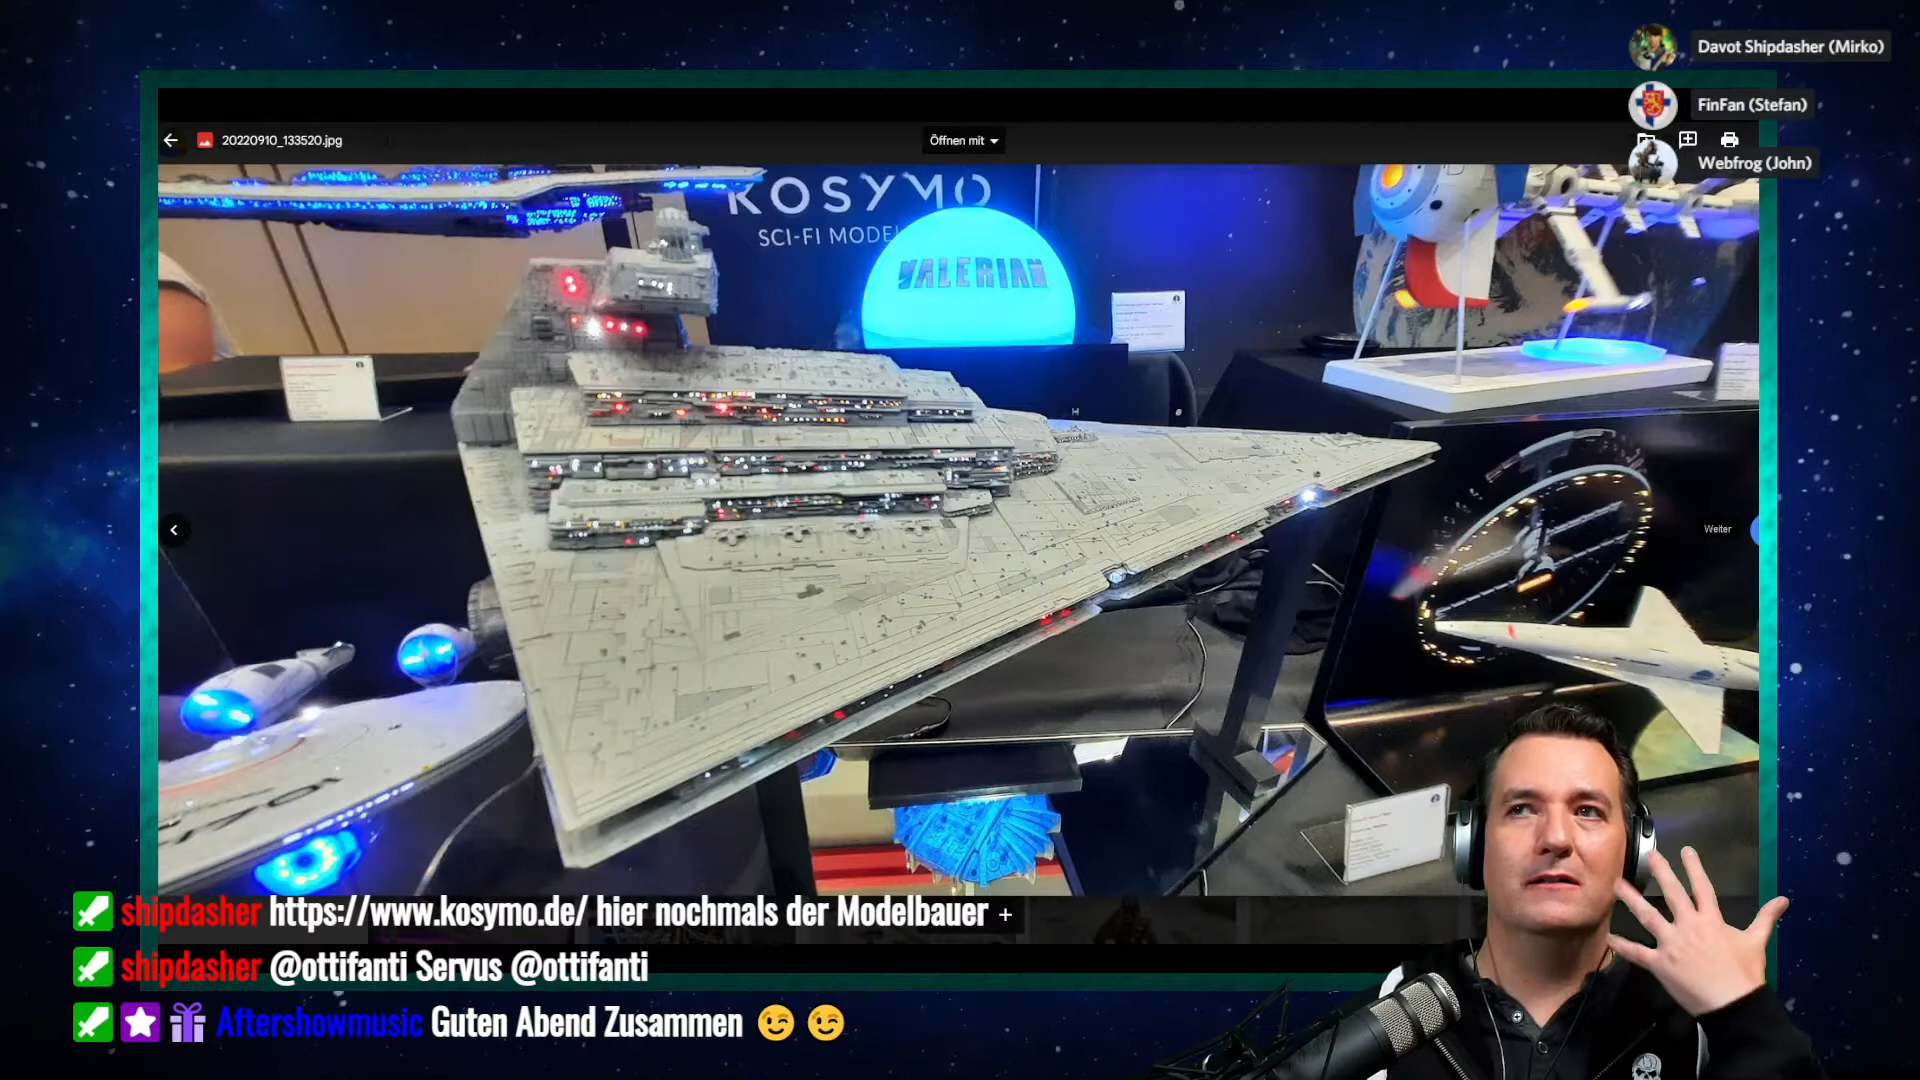 Davot Shipdasher (Mirko)
FinFan (Stefan)
20220910_133520.jpg
Öffnen mit
Webfrog (John)
KOSYMO
SCI-FI MODEL
VALERIAN
Weiter
shipdasher https://www.kosymo.de/ hier nochmals der Modelbauer
shipdasher @ottifanti Servus @ottifanti
Aftershowmusic Guten Abend Zusammen 😉 😉